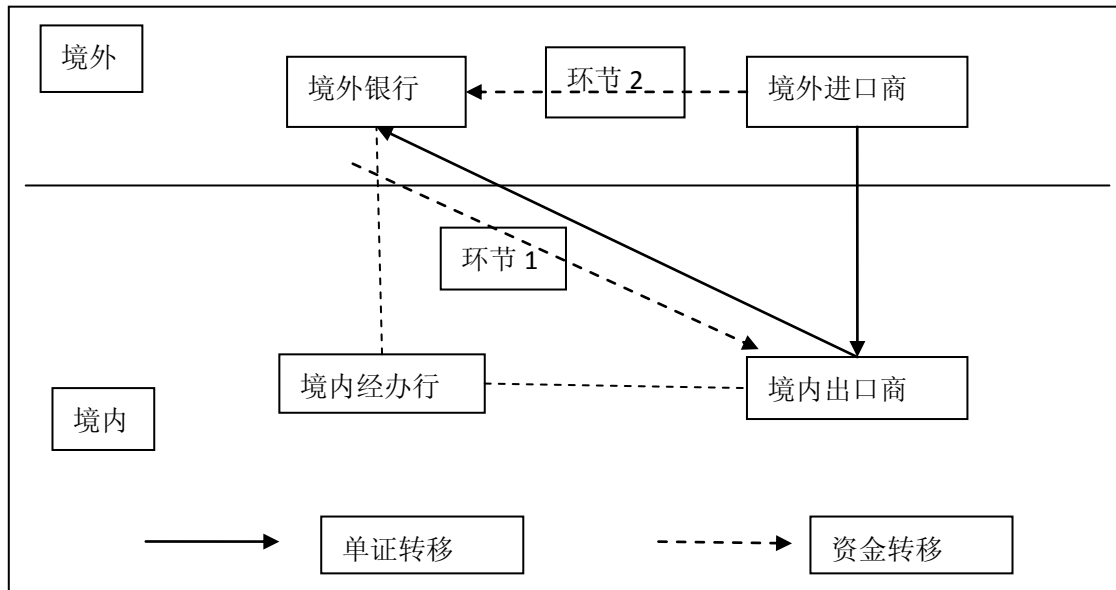 境外
境外银行
环节 2
境外进口商
环节 1
境内经办行
境内出口商
境内
单证转移
资金转移